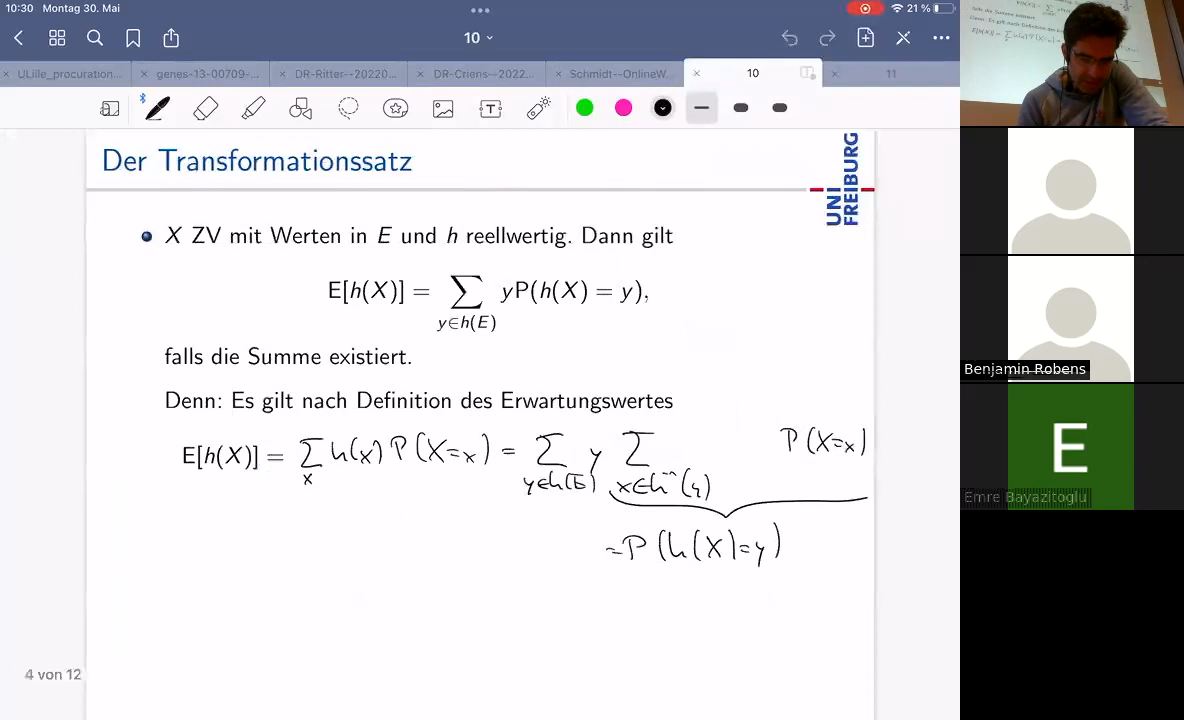 10:30 Montag 30. Mai
21 %
10
ULille_procuration...
genes-13-00709-...
DR-Ritter--20220...
DR-Criens--2022...
Schmidt--OnlineW...
10
11
Der Transformationssatz
UNI
FREIBURG
X ZV mit Werten in E und h reellwertig. Dann gilt
E[h(X)] = ∑ yP(h(X) = y),
y∈h(E)
falls die Summe existiert.
Denn: Es gilt nach Definition des Erwartungswertes
E[h(X)] = ∑ h(x) P(X=x) = ∑ y ∑ P(X=x)
x y∈h(E) x∈h⁻¹(y)
=P(h(X)=y)
4 von 12
Benjamin Robens
E
Emre Bayazitoglu